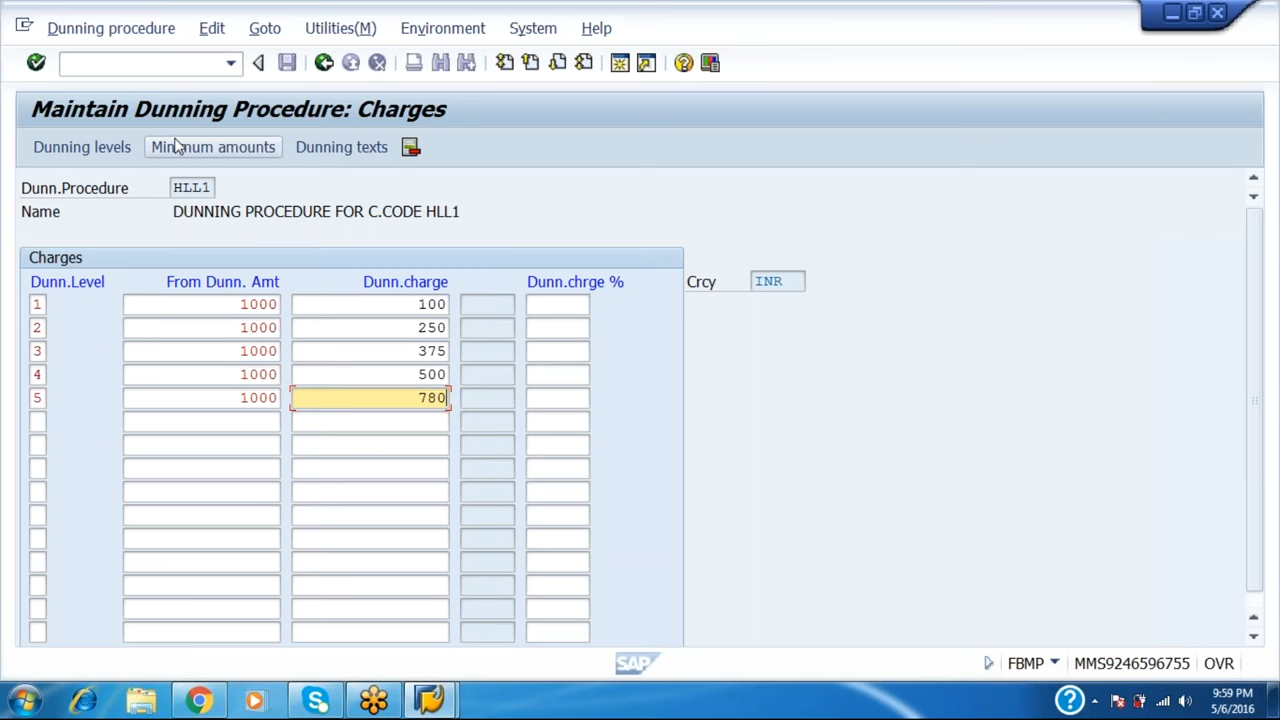 Dunning procedure Edit Goto Utilities(M) Environment System Help
Maintain Dunning Procedure: Charges
Dunning levels Minimum amounts Dunning texts
Dunn.Procedure HLL1
Name DUNNING PROCEDURE FOR C.CODE HLL1
Charges
Dunn.Level From Dunn. Amt Dunn.charge Dunn.chrge % Crcy INR
1 1000 100
2 1000 250
3 1000 375
4 1000 500
5 1000 780
SAP FBMP MMS9246596755 OVR
9:59 PM
5/6/2016